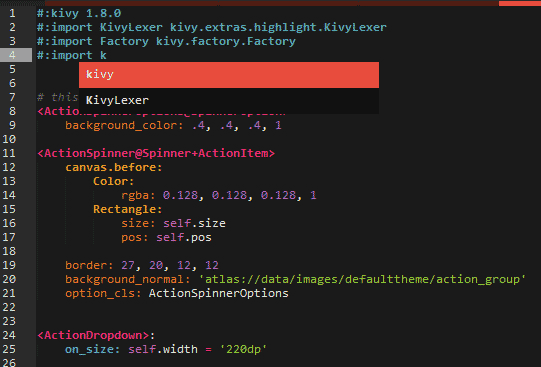 1 #:kivy 1.8.0
2 #:import KivyLexer kivy.extras.highlight.KivyLexer
3 #:import Factory kivy.factory.Factory
4 #:import k
5 kivy
6
7 # this KivyLexer
8 <Actio
9 background_color: .4, .4, .4, 1
10
11 <ActionSpinner@Spinner+ActionItem>
12 canvas.before:
13 Color:
14 rgba: 0.128, 0.128, 0.128, 1
15 Rectangle:
16 size: self.size
17 pos: self.pos
18
19 border: 27, 20, 12, 12
20 background_normal: 'atlas://data/images/defaulttheme/action_group'
21 option_cls: ActionSpinnerOptions
22
23
24 <ActionDropdown>:
25 on_size: self.width = '220dp'
26